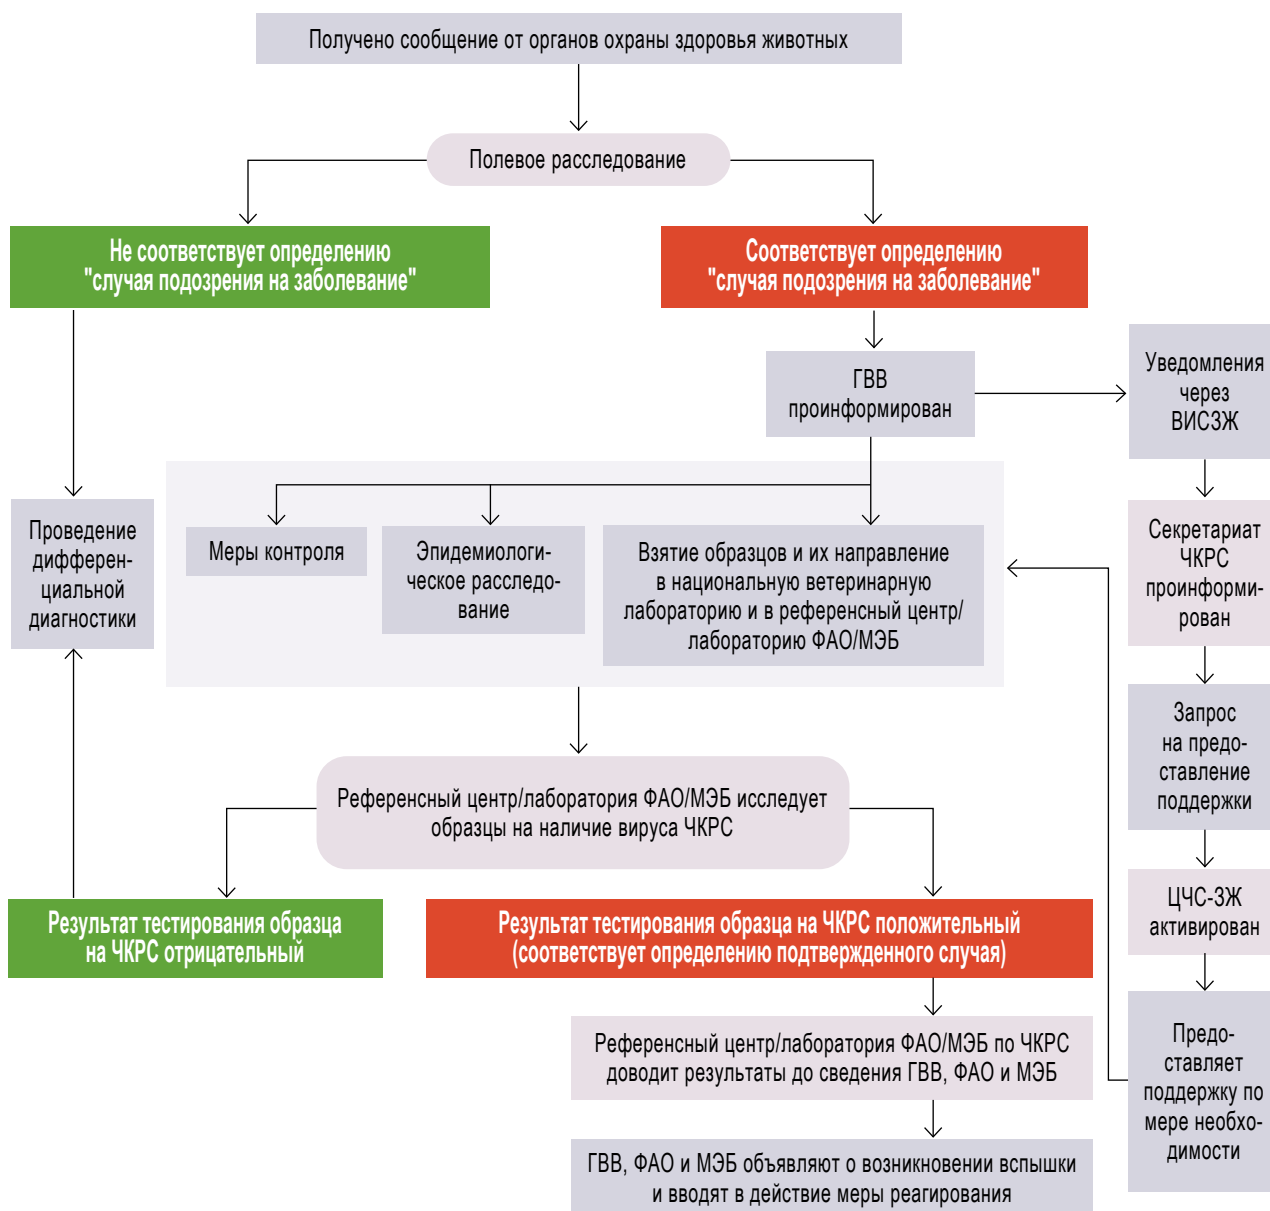 Получено сообщение от органов охраны здоровья животных
Полевое расследование
Не соответствует определению
"случая подозрения на заболевание"
Соответствует определению
"случая подозрения на заболевание"
ГВВ
проинформирован
Уведомления
через
ВИСЗЖ
Проведение
дифферен-
циальной
диагностики
Меры контроля
Эпидемиологи-
ческое расследо-
вание
Взятие образцов и их направление
в национальную ветеринарную
лабораторию и в референсный центр/
лабораторию ФАО/МЭБ
Секретариат
ЧКРС
проинформи-
рован
Запрос
на предо-
ставление
поддержки
Референсный центр/лаборатория ФАО/МЭБ исследует
образцы на наличие вируса ЧКРС
ЦЧС-ЗЖ
активирован
Результат тестирования образца
на ЧКРС отрицательный
Результат тестирования образца на ЧКРС положительный
(соответствует определению подтвержденного случая)
Предо-
ставляет
поддержку по
мере необхо-
димости
Референсный центр/лаборатория ФАО/МЭБ по ЧКРС
доводит результаты до сведения ГВВ, ФАО и МЭБ
ГВВ, ФАО и МЭБ объявляют о возникновении вспышки
и вводят в действие меры реагирования